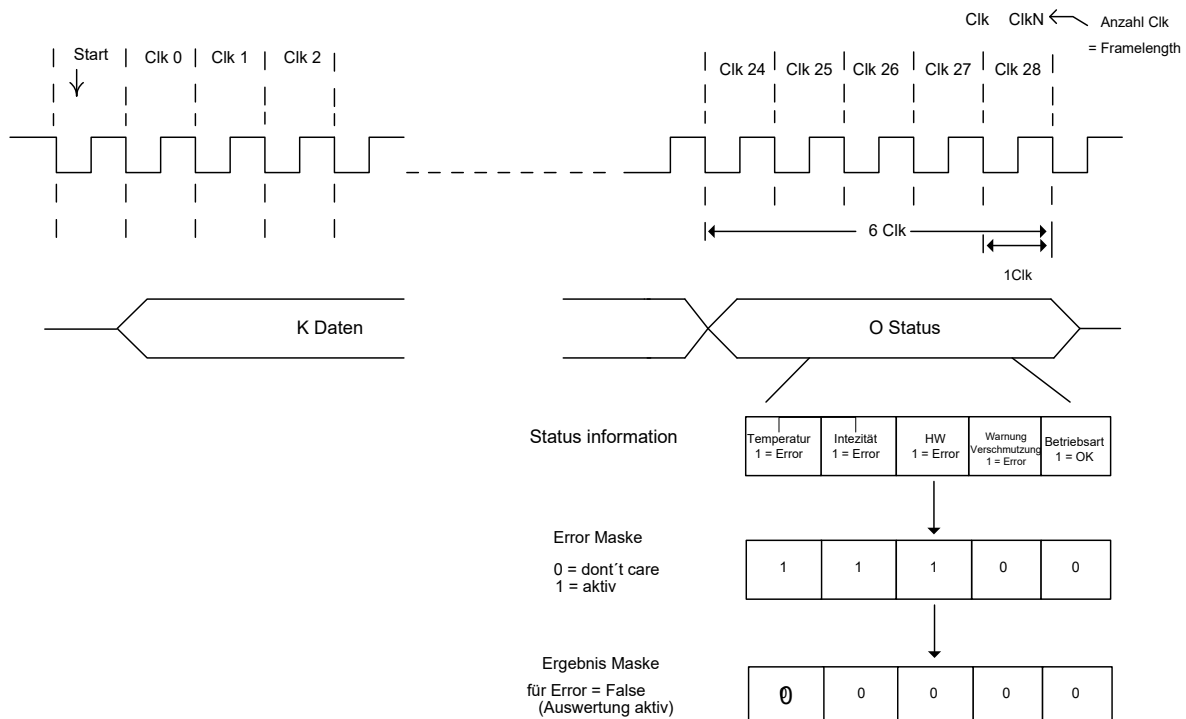 Clk ClkN Anzahl Clk
= Framelength
Start Clk 0 Clk 1 Clk 2
Clk 24 Clk 25 Clk 26 Clk 27 Clk 28
6 Clk
1Clk
K Daten
O Status
Status information
Temperatur
1 = Error
Intezität
1 = Error
HW
1 = Error
Warnung
Verschmutzung
1 = Error
Betriebsart
1 = OK
Error Maske
0 = dont´t care
1 = aktiv
1 1 1 0 0
Ergebnis Maske
für Error = False
(Auswertung aktiv)
0 0 0 0 0